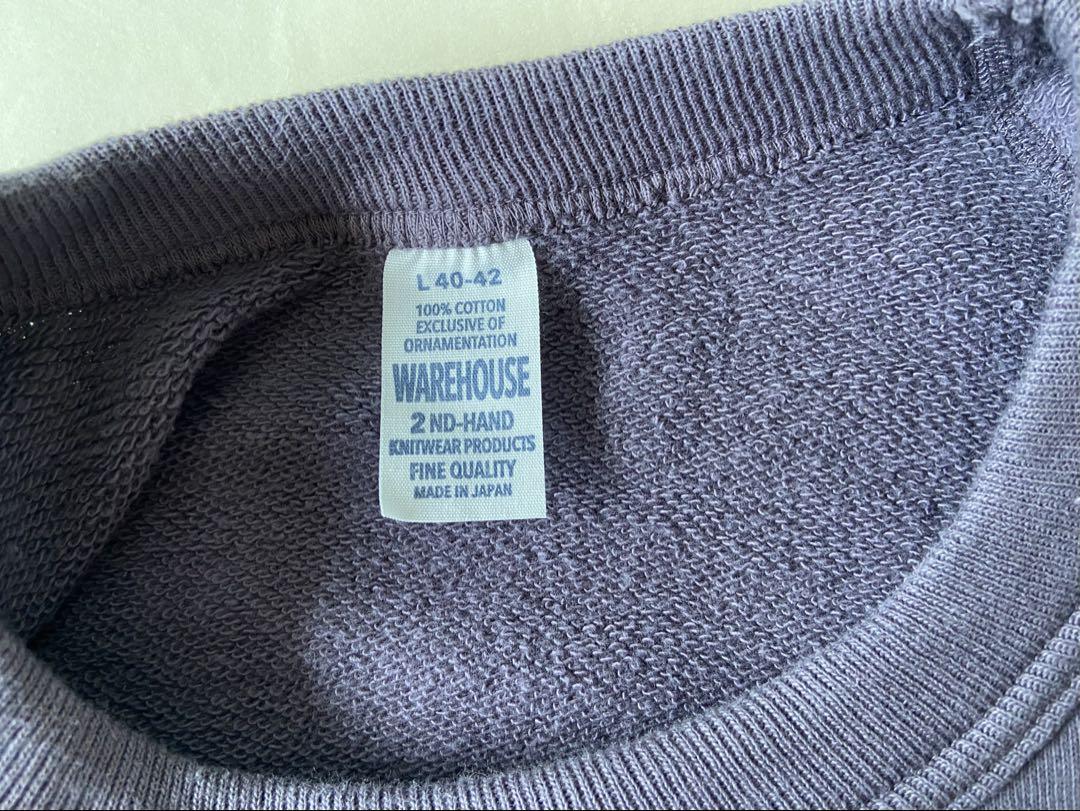 L 40-42
100% COTTON
EXCLUSIVE OF
ORNAMENTATION
WAREHOUSE
2 ND-HAND
KNITWEAR PRODUCTS
FINE QUALITY
MADE IN JAPAN